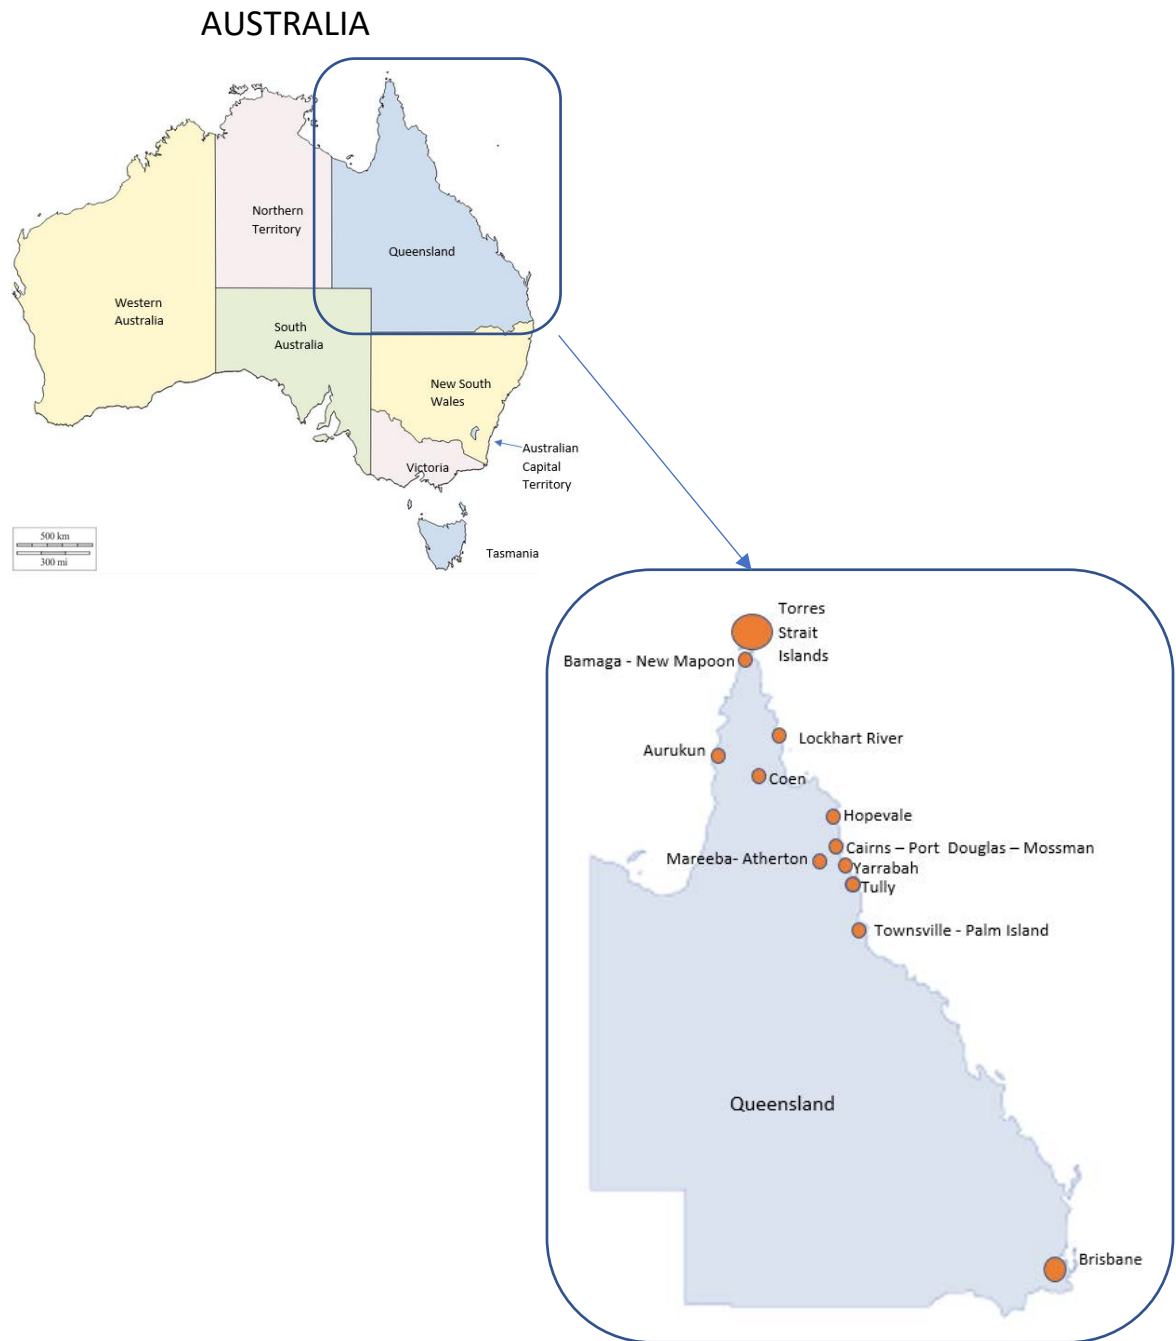 AUSTRALIA
Northern
Territory
Queensland
Western
Australia
South
Australia
New South
Wales
Australian
Capital
Territory
Victoria
Tasmania
500 km
300 mi
Torres
Strait
Islands
Bamaga - New Mapoon
Lockhart River
Aurukun
Coen
Hopevale
Cairns – Port Douglas – Mossman
Mareeba- Atherton
Yarrabah
Tully
Townsville - Palm Island
Queensland
Brisbane